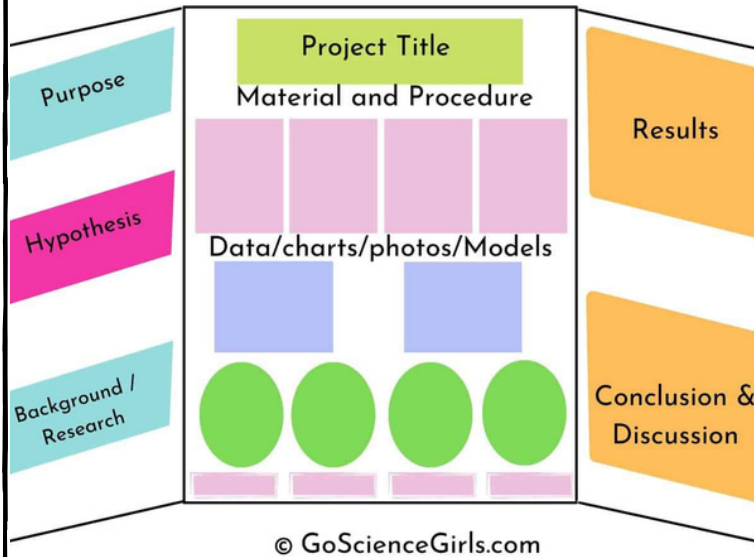 Purpose
Hypothesis
Background /
Research
Project Title
Material and Procedure
Data/charts/photos/Models
Results
Conclusion &
Discussion
© GoScienceGirls.com